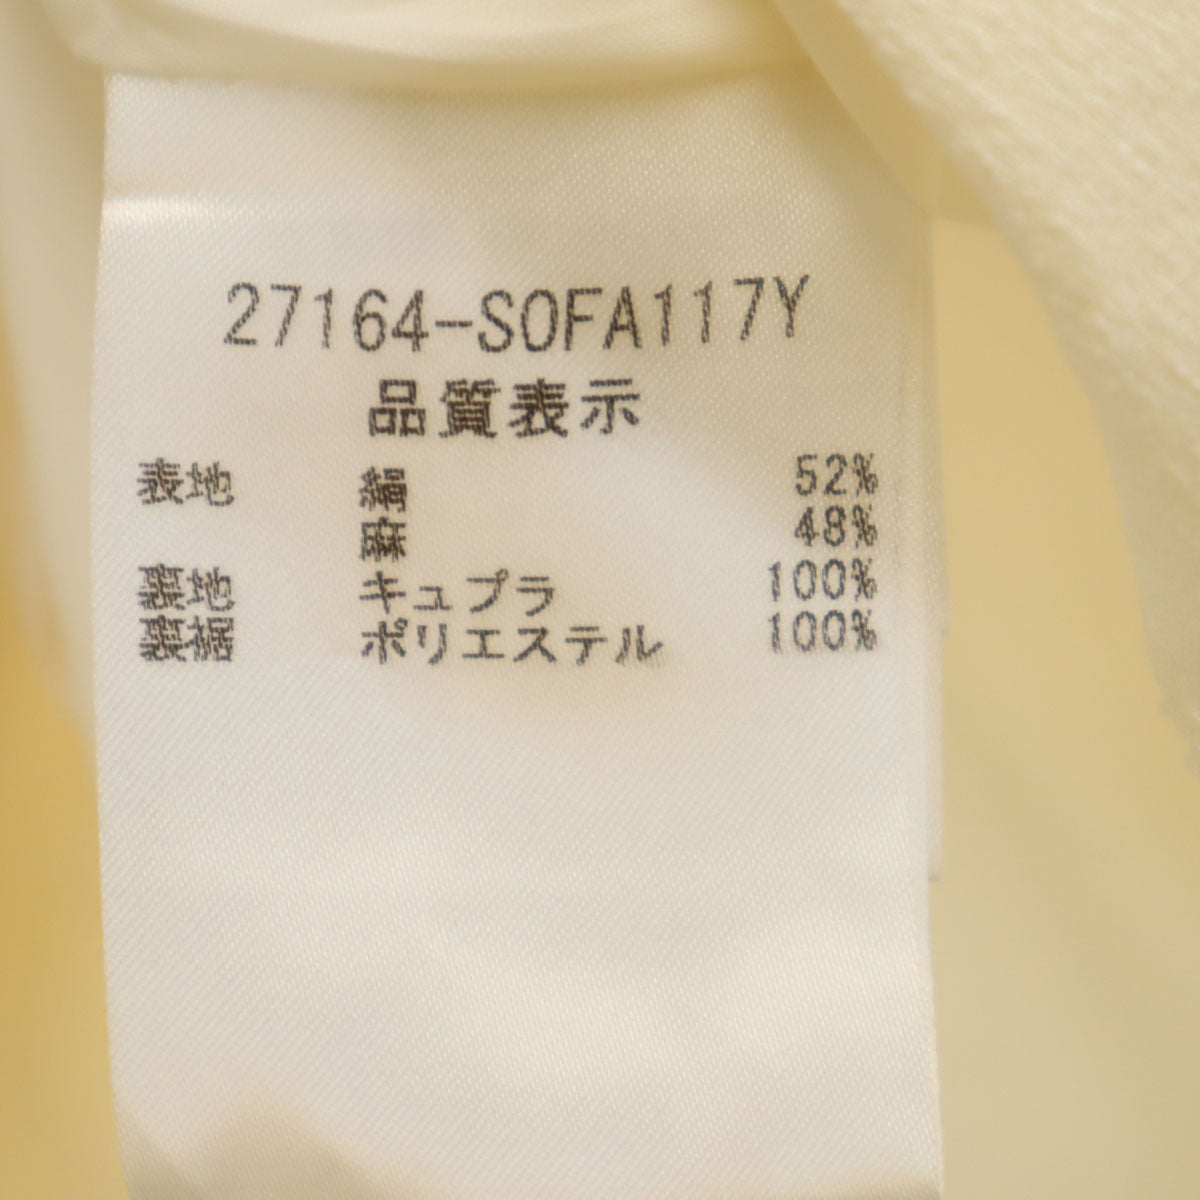 27164-SOFA117Y
品質表示
表地 絹 52%
麻 48%
裏地 キュプラ 100%
裏裾 ポリエステル 100%